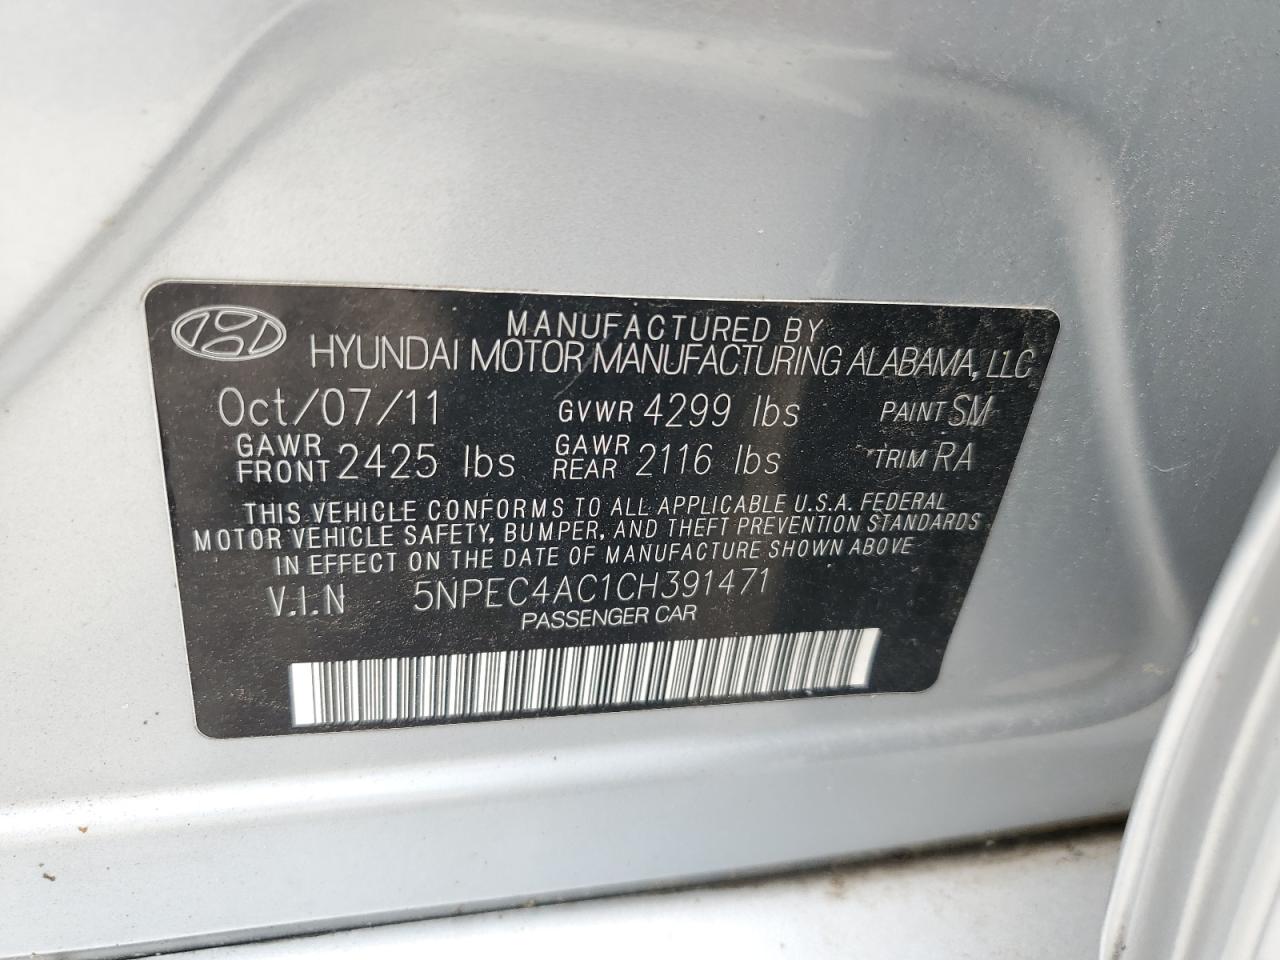 MANUFACTURED BY
HYUNDAI MOTOR MANUFACTURING ALABAMA, LLC
Oct/07/11 GVWR 4299 lbs PAINT SM
GAWR FRONT 2425 lbs GAWR REAR 2116 lbs TRIM RA
THIS VEHICLE CONFORMS TO ALL APPLICABLE U.S.A. FEDERAL
MOTOR VEHICLE SAFETY, BUMPER, AND THEFT PREVENTION STANDARDS
IN EFFECT ON THE DATE OF MANUFACTURE SHOWN ABOVE
V.I.N 5NPEC4AC1CH391471
PASSENGER CAR